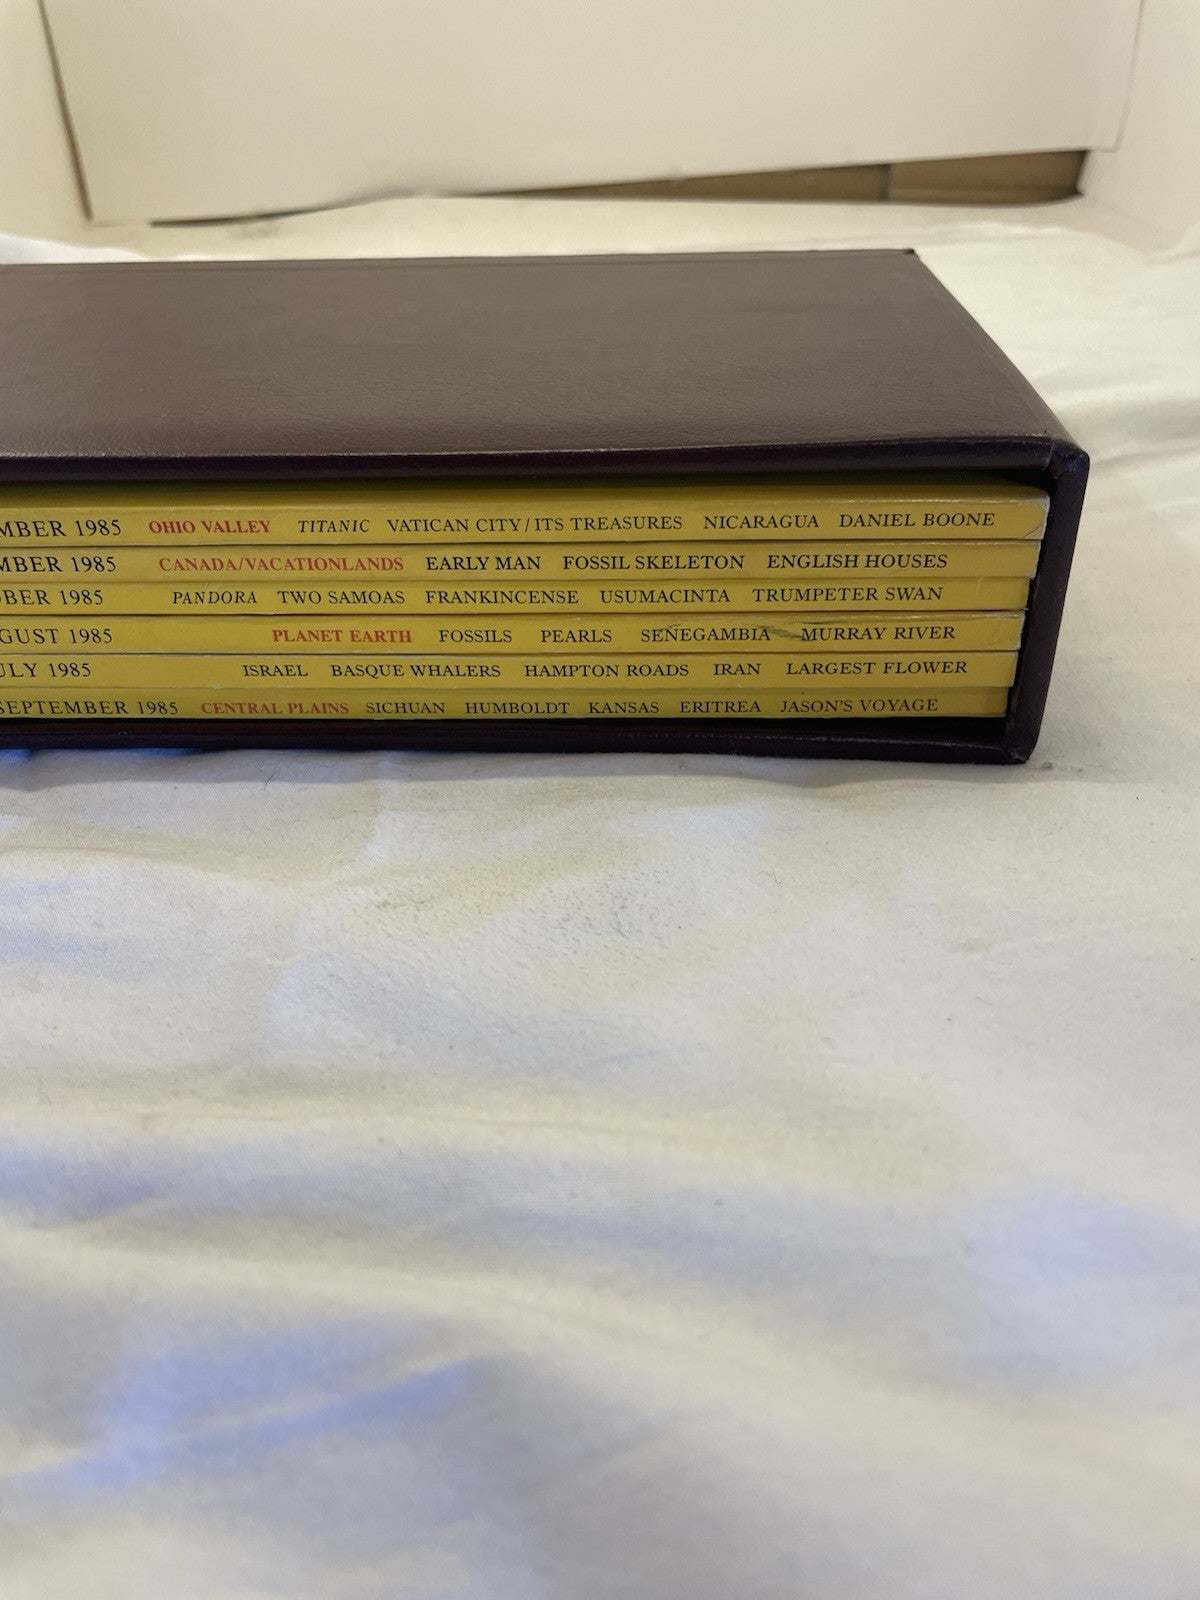 MBER 1985 OHIO VALLEY TITANIC VATICAN CITY/ITS TREASURES NICARAGUA DANIEL BOONE
MBER 1985 CANADA/VACATIONLANDS EARLY MAN FOSSIL SKELETON ENGLISH HOUSES
BER 1985 PANDORA TWO SAMOAS FRANKINCENSE USUMACINTA TRUMPETER SWAN
GUST 1985 PLANET EARTH FOSSILS PEARLS SENEGAMBIA MURRAY RIVER
ULY 1985 ISRAEL BASQUE WHALERS HAMPTON ROADS IRAN LARGEST FLOWER
SEPTEMBER 1985 CENTRAL PLAINS SICHUAN HUMBOLDT KANSAS ERITREA JASON'S VOYAGE